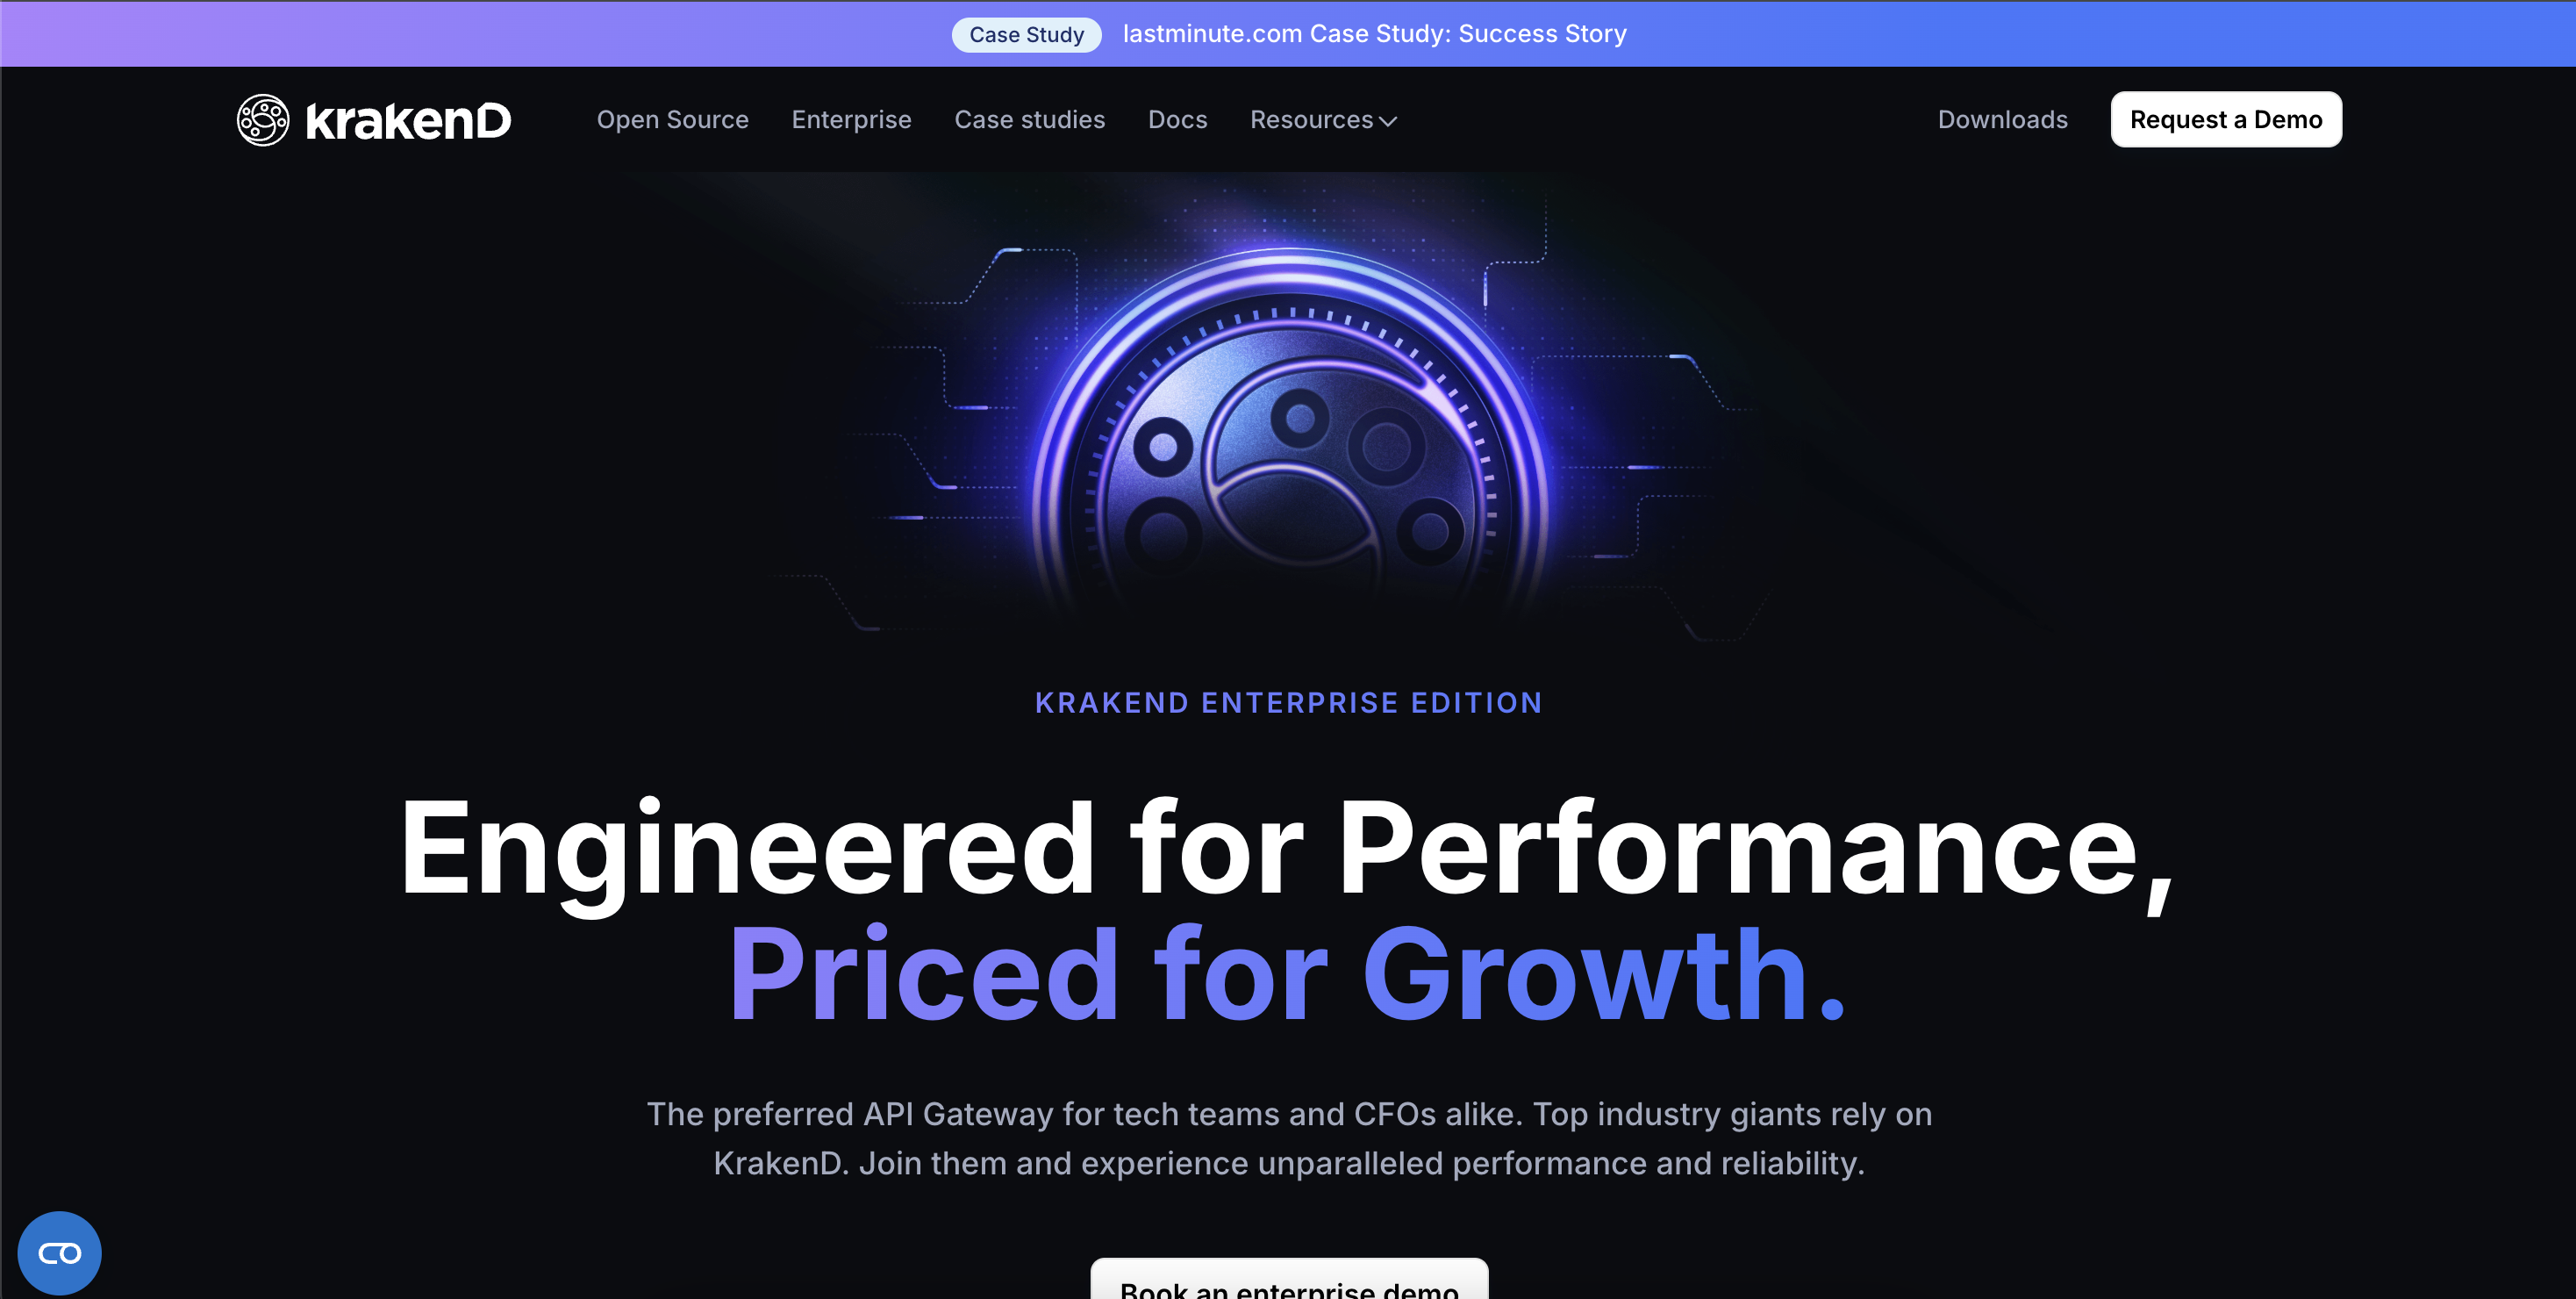 Case Study
lastminute.com Case Study: Success Story
krakenD
Open Source
Enterprise
Case studies
Docs
Resources
Downloads
Request a Demo
KRAKEND ENTERPRISE EDITION
Engineered for Performance,
Priced for Growth.
The preferred API Gateway for tech teams and CFOs alike. Top industry giants rely on
KrakenD. Join them and experience unparalleled performance and reliability.
Book an enterprise demo